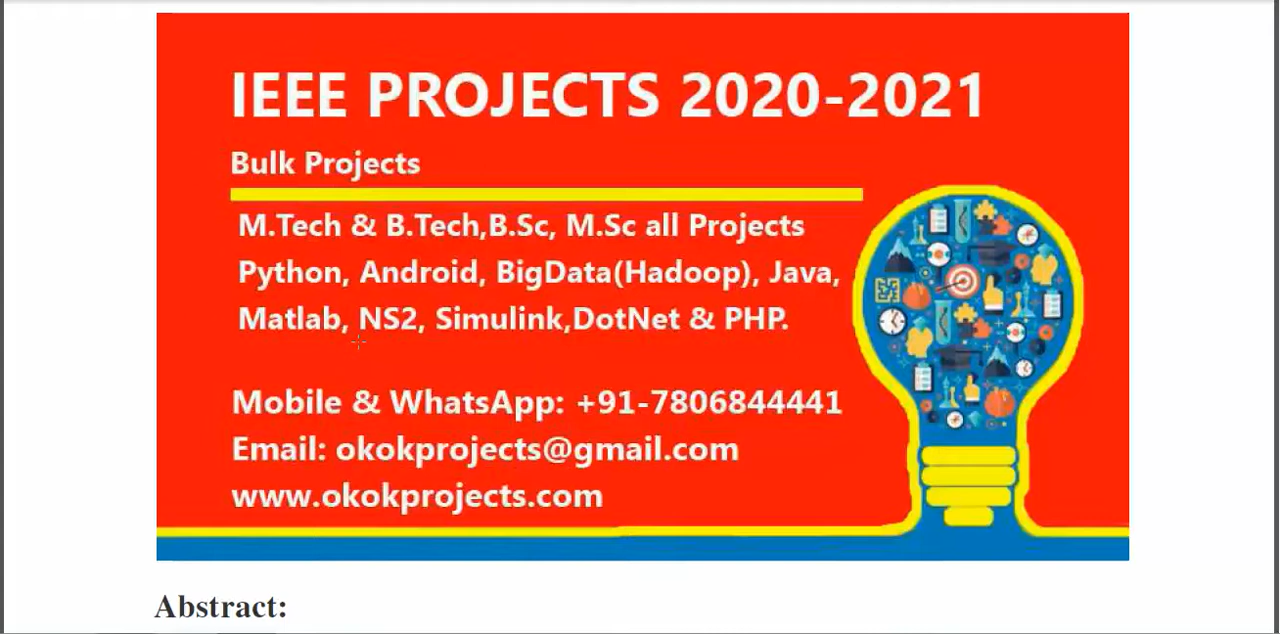 IEEE PROJECTS 2020-2021
Bulk Projects
M.Tech & B.Tech,B.Sc, M.Sc all Projects
Python, Android, BigData(Hadoop), Java,
Matlab, NS2, Simulink,DotNet & PHP.
Mobile & WhatsApp: +91-7806844441
Email: okokprojects@gmail.com
www.okokprojects.com
Abstract: